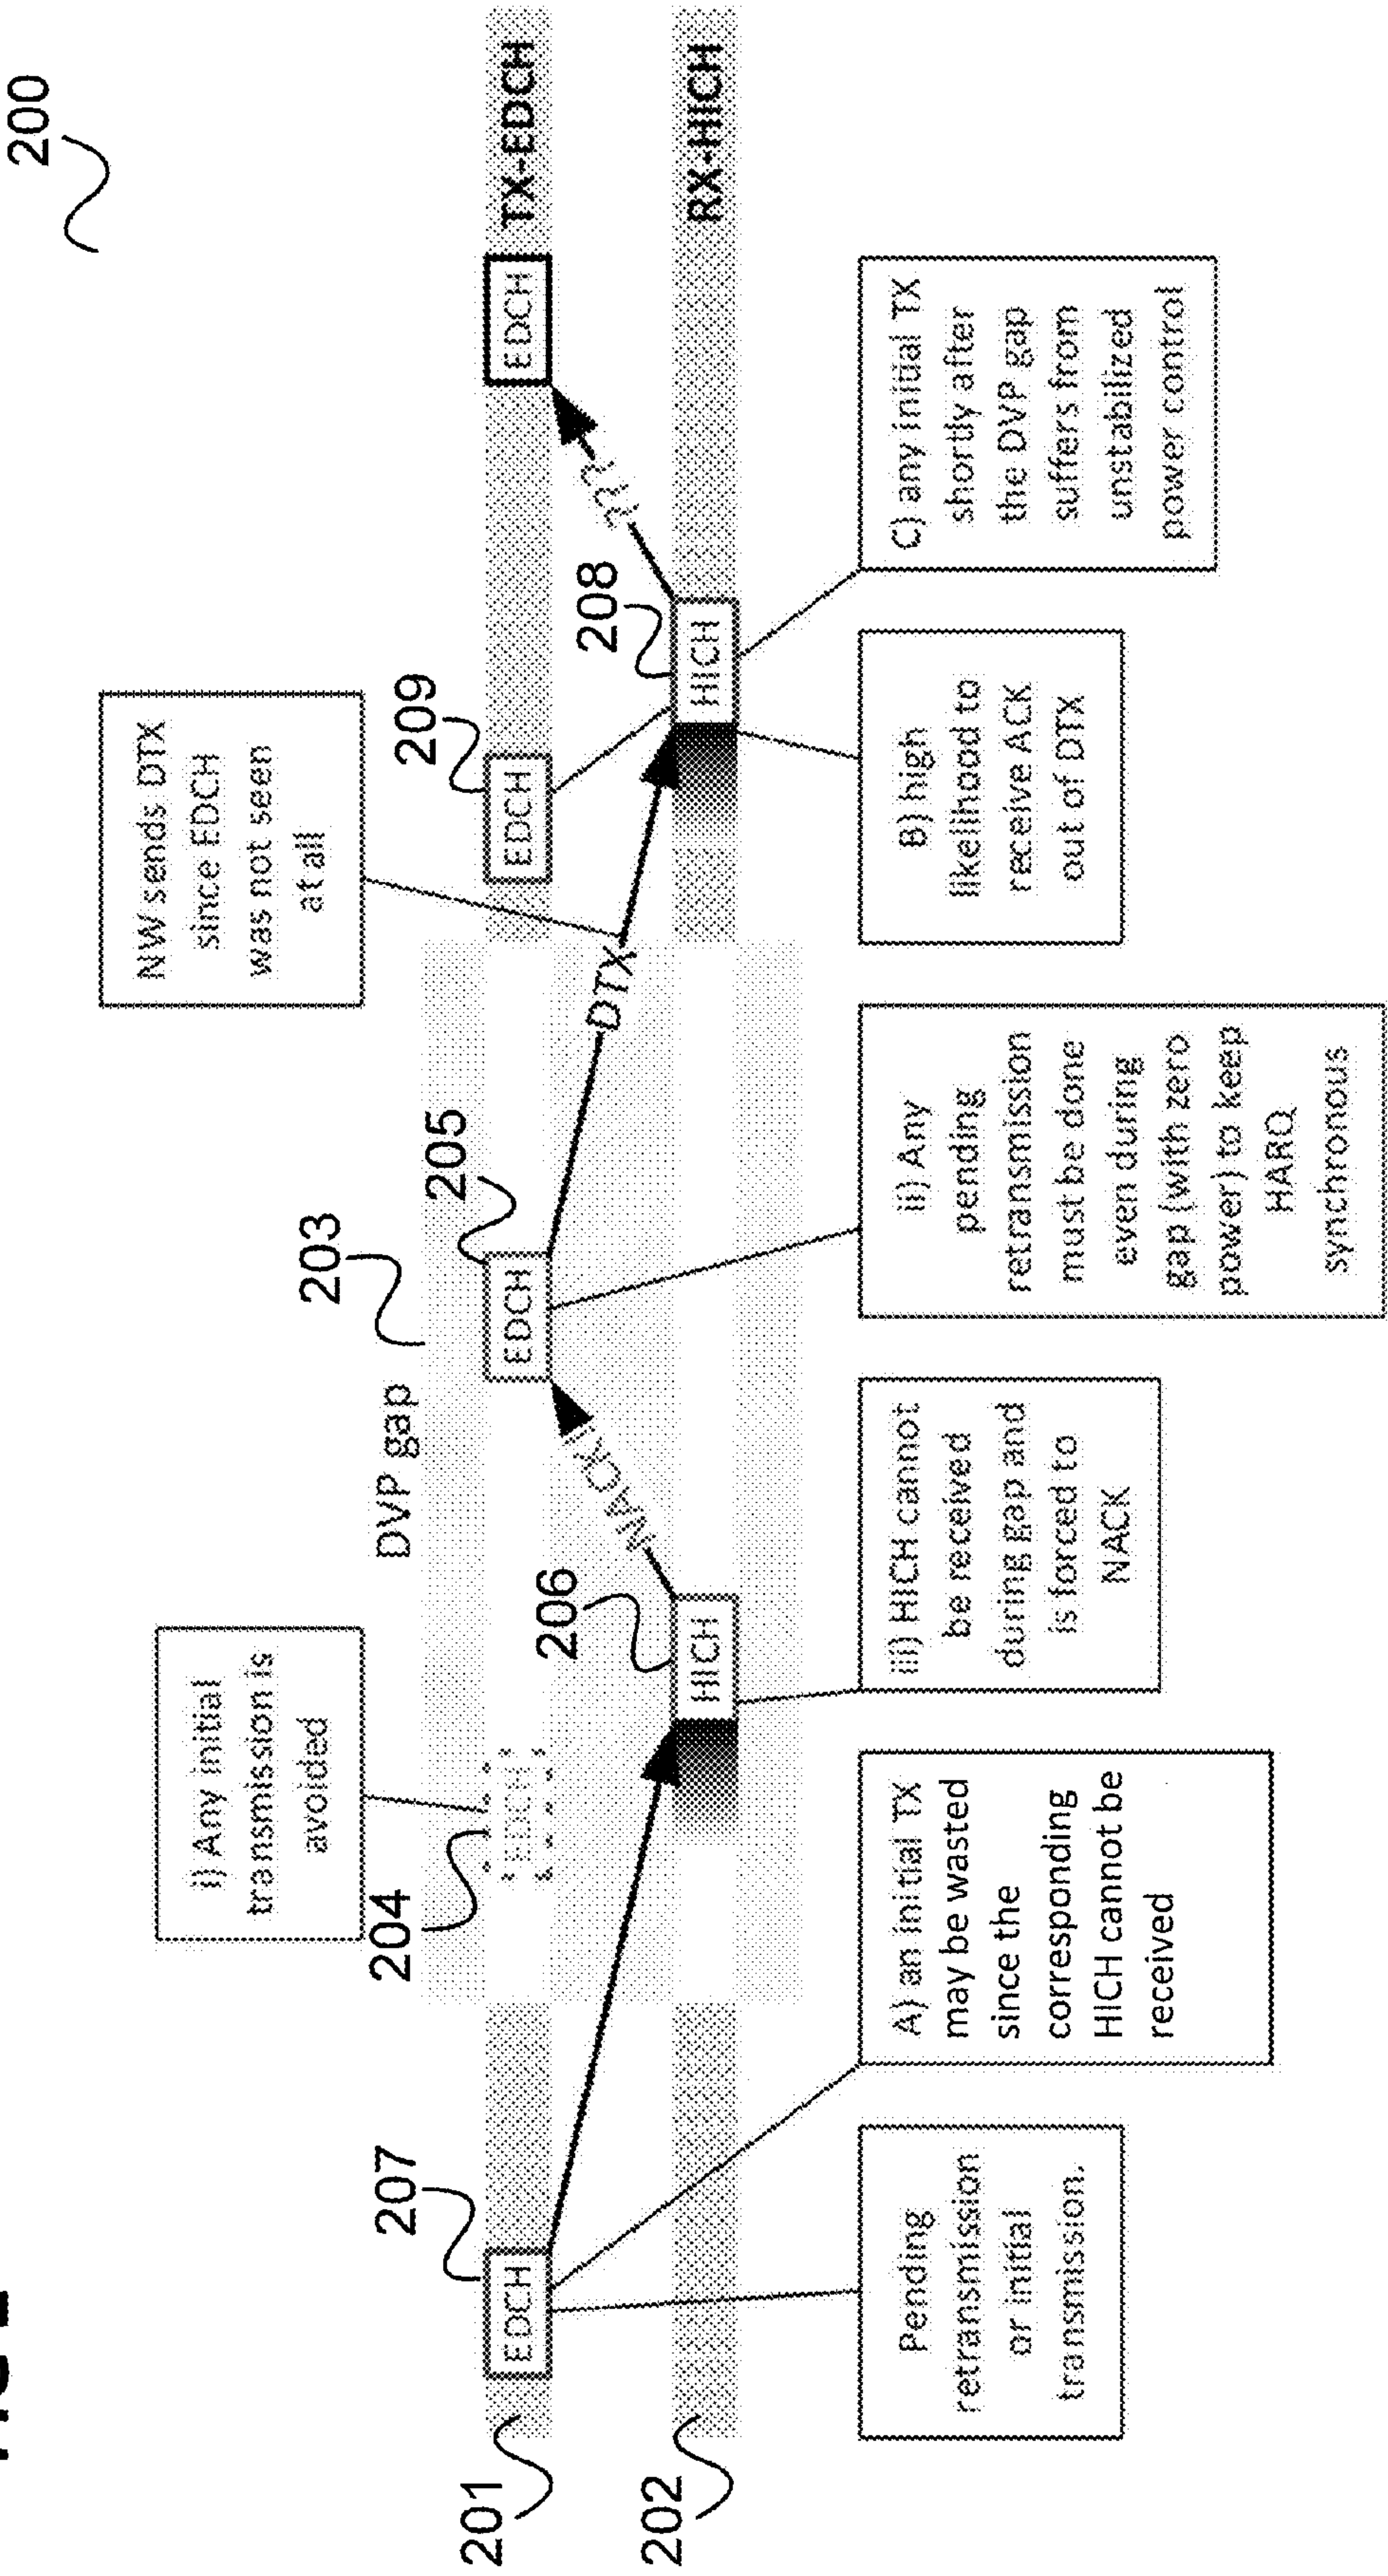 200
TX-EDCH
RX-HICH
NW sends DTX
since EDCH
was not seen
at all
i) Any initial
transmission is
avoided
DVP gap
203
201
202
207
EDCH
204
EDCH
205
EDCH
209
EDCH
EDCH
206
HICH
208
HICH
NACK!
DTX
Pending
retransmission
or initial
transmission.
A) an initial TX
may be wasted
since the
corresponding
HICH cannot be
received
iii) HICH cannot
be received
during gap and
is forced to
NACK
ii) Any
pending
retransmission
must be done
even during
gap (with zero
power) to keep
HARQ
synchronous
B) high
likelihood to
receive ACK
out of DTX
C) any initial TX
shortly after
the DVP gap
suffers from
unstabilized
power control